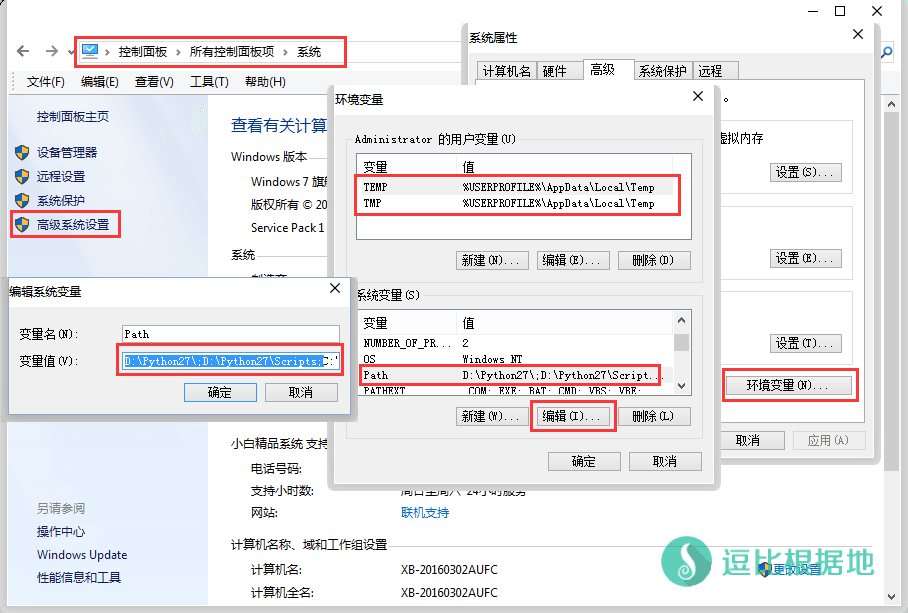 控制面板 › 所有控制面板项 › 系统
文件(F) 编辑(E) 查看(V) 工具(T) 帮助(H)
控制面板主页
设备管理器
远程设置
系统保护
高级系统设置
另请参阅
操作中心
Windows Update
性能信息和工具
查看有关计算
Windows 版本
Windows 7 旗
版权所有 © 20
Service Pack 1
系统
小白精品系统 支持
电话号码:
支持小时数:
周日至周六 24小时服务
网站:
联机支持
计算机名称、域和工作组设置
计算机名:
XB-20160302AUFC
更改设置
计算机全名:
XB-20160302AUFC
系统属性
计算机名 硬件 高级 系统保护 远程
虚拟内存
设置(S)...
设置(E)...
设置(T)...
环境变量(N)...
取消 应用(A)
环境变量
Administrator 的用户变量(U)
变量 值
TEMP %USERPROFILE%\AppData\Local\Temp
TMP %USERPROFILE%\AppData\Local\Temp
新建(N)... 编辑(E)... 删除(D)
系统变量(S)
变量 值
NUMBER_OF_PR... 2
OS Windows_NT
Path D:\Python27\;D:\Python27\Script...
PATHEXT .COM;.EXE;.BAT;.CMD;.VBS;.VBE;
新建(W)... 编辑(I)... 删除(L)
确定 取消
编辑系统变量
变量名(N): Path
变量值(V): D:\Python27\;D:\Python27\Scripts;C:\
确定 取消
逗比根据地